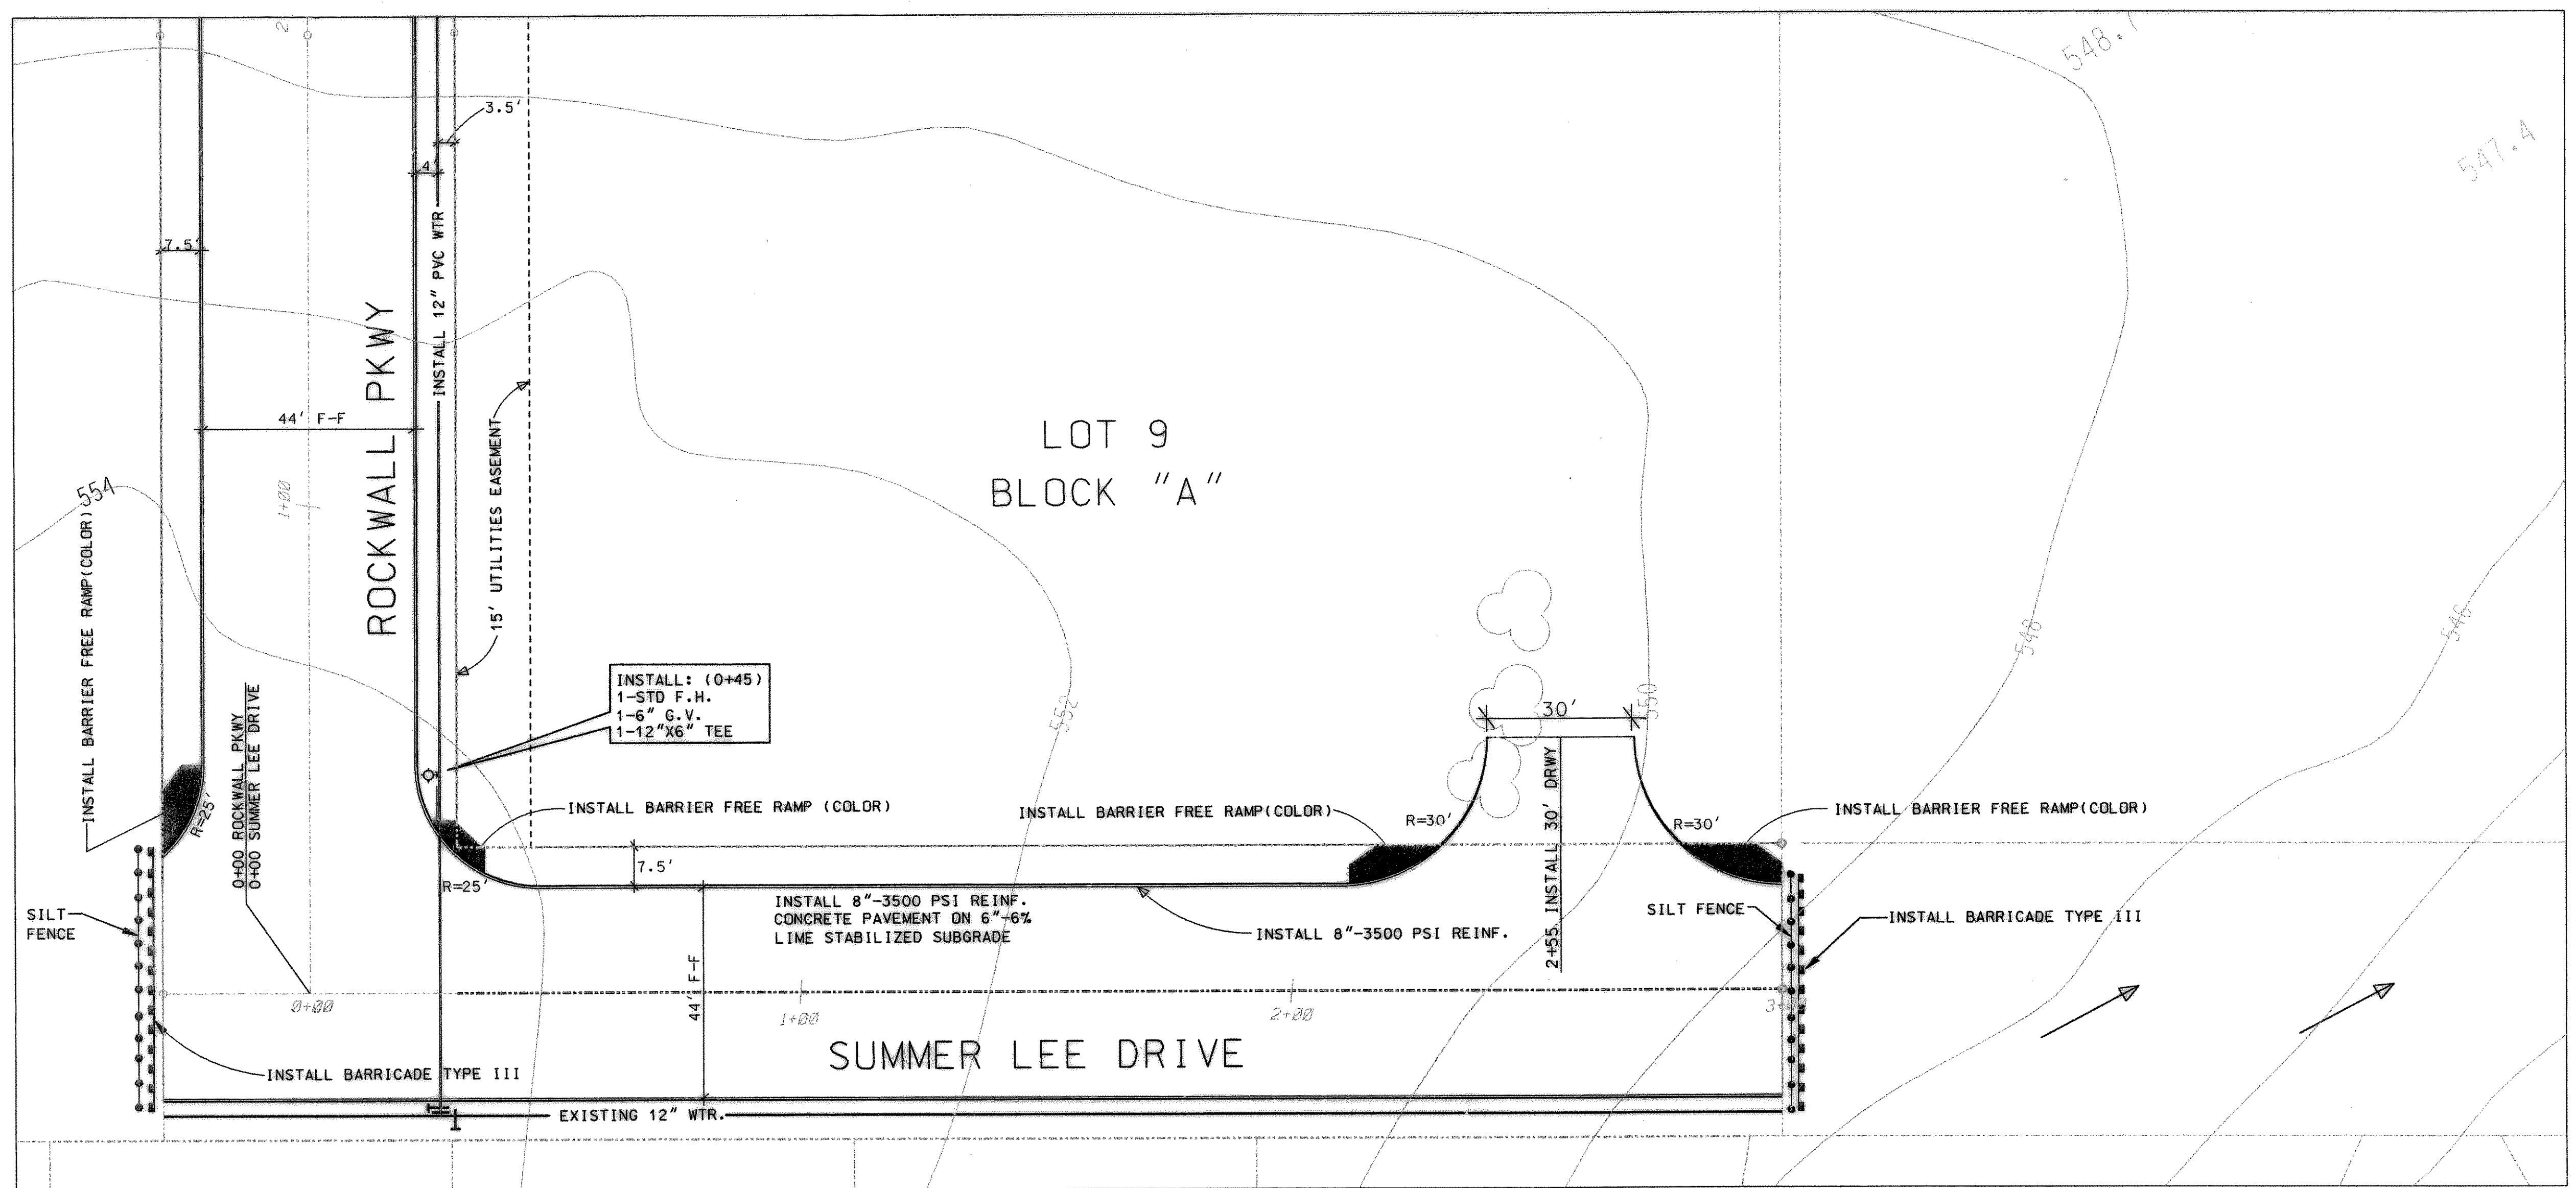 2
548.7
547.4
3.5'
4'
7.5'
INSTALL 12" PVC WTR
ROCKWALL PKWY
44' F-F
15' UTILITIES EASEMENT
LOT 9
BLOCK "A"
554
1+00
INSTALL BARRIER FREE RAMP(COLOR)
R=25'
0+00 ROCKWALL PKWY
0+00 SUMMER LEE DRIVE
INSTALL: (0+45)
1-STD F.H.
1-6" G.V.
1-12"X6" TEE
552
550
548
546
30'
2+55 INSTALL 30' DRWY
INSTALL BARRIER FREE RAMP (COLOR)
INSTALL BARRIER FREE RAMP(COLOR)
R=30'
R=30'
INSTALL BARRIER FREE RAMP(COLOR)
7.5'
R=25'
SILT
FENCE
INSTALL 8"-3500 PSI REINF.
CONCRETE PAVEMENT ON 6"-6%
LIME STABILIZED SUBGRADE
INSTALL 8"-3500 PSI REINF.
SILT FENCE
INSTALL BARRICADE TYPE III
44' F-F
0+00
1+00
2+00
3+00
SUMMER LEE DRIVE
INSTALL BARRICADE TYPE III
EXISTING 12" WTR.
1